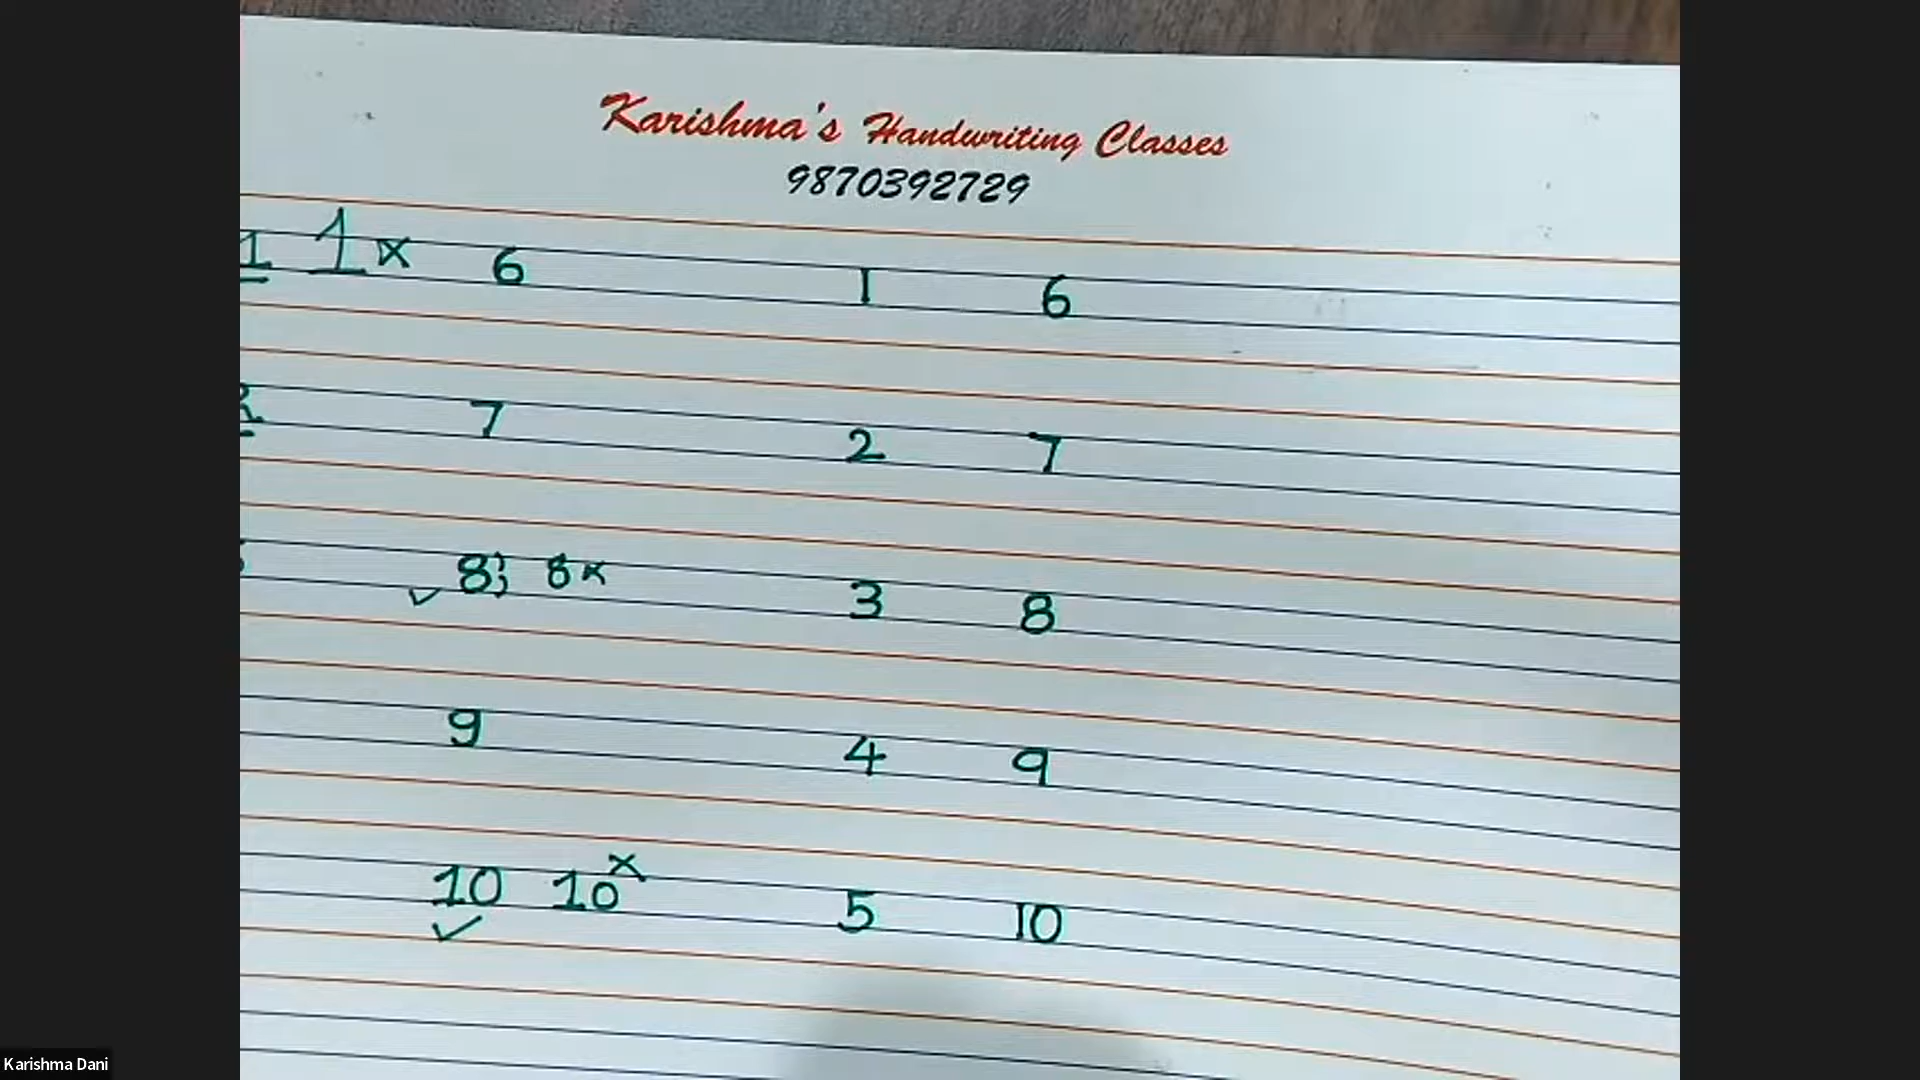 Karishma's Handwriting Classes
9870392729
1 1 x 6 1 6
7 2 7
✓ 8; 8 x 3 8
9 4 9
10 10 x 5 10
✓
Karishma Dani